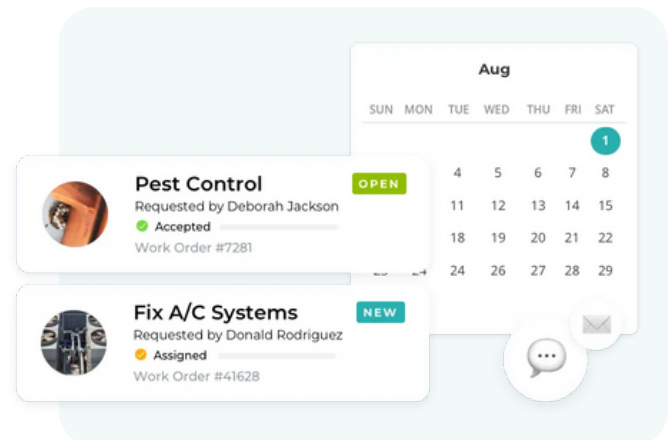 Aug
SUN MON TUE WED THU FRI SAT
1
4 5 6 7 8
11 12 13 14 15
18 19 20 21 22
24 26 27 28 29
Pest Control
OPEN
Requested by Deborah Jackson
Accepted
Work Order #7281
Fix A/C Systems
NEW
Requested by Donald Rodriguez
Assigned
Work Order #41628